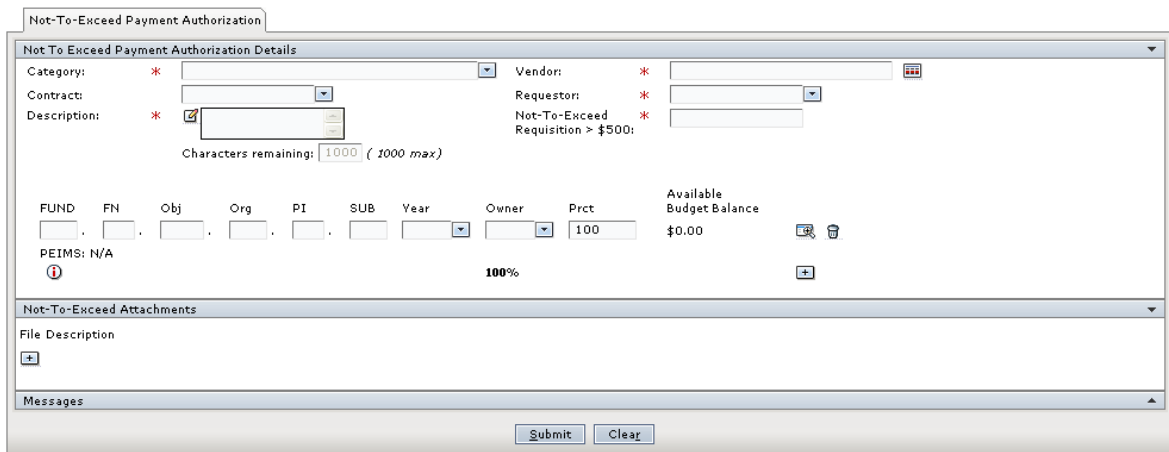 Not-To-Exceed Payment Authorization
Not To Exceed Payment Authorization Details
Category: * Vendor: *
Contract: Requestor: *
Description: * Not-To-Exceed * 
Requisition > $500:
Characters remaining: 1000 ( 1000 max)
Available
FUND FN Obj Org PI SUB Year Owner Prct Budget Balance
. . . . . 100 $0.00
PEIMS: N/A
100%
Not-To-Exceed Attachments
File Description
Messages
Submit Clear